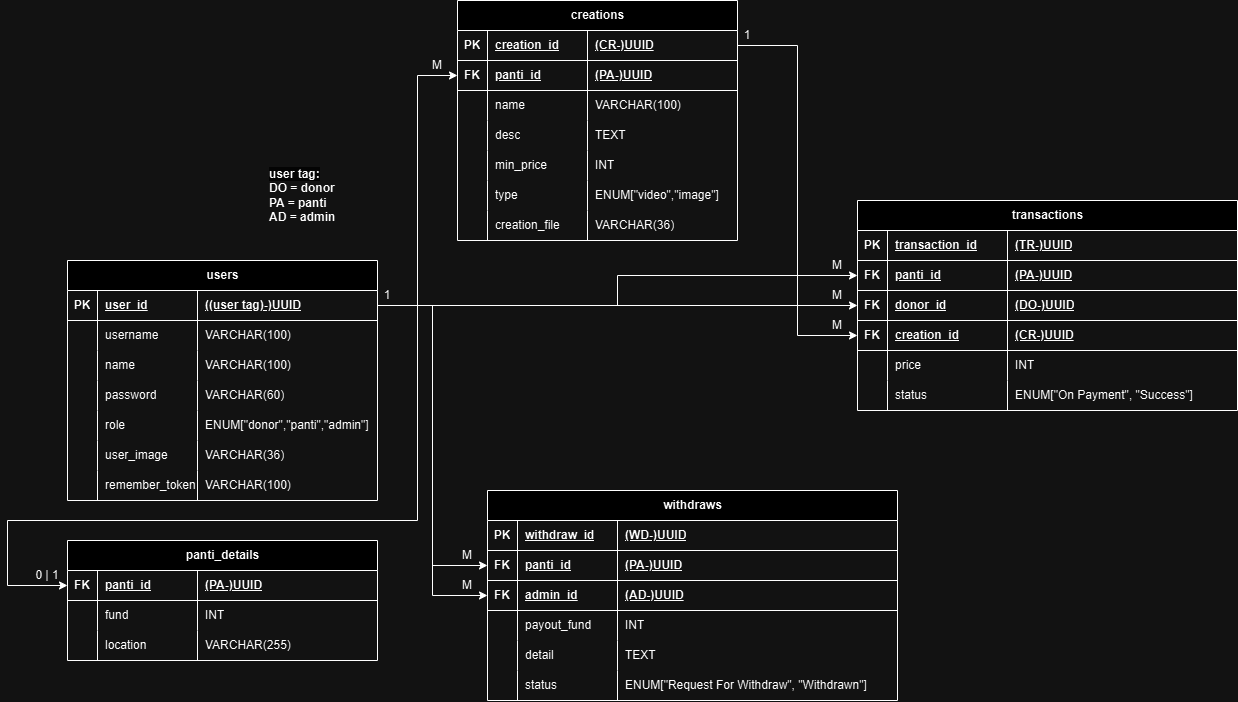 creations
PK creation_id (CR-)UUID
FK panti_id (PA-)UUID
name VARCHAR(100)
desc TEXT
min_price INT
type ENUM["video","image"]
creation_file VARCHAR(36)
1
M
user tag:
DO = donor
PA = panti
AD = admin
users
PK user_id ((user tag)-)UUID
username VARCHAR(100)
name VARCHAR(100)
password VARCHAR(60)
role ENUM["donor","panti","admin"]
user_image VARCHAR(36)
remember_token VARCHAR(100)
1
transactions
PK transaction_id (TR-)UUID
M FK panti_id (PA-)UUID
M FK donor_id (DO-)UUID
M FK creation_id (CR-)UUID
price INT
status ENUM["On Payment", "Success"]
panti_details
0 | 1 FK panti_id (PA-)UUID
fund INT
location VARCHAR(255)
withdraws
PK withdraw_id (WD-)UUID
M FK panti_id (PA-)UUID
M FK admin_id (AD-)UUID
payout_fund INT
detail TEXT
status ENUM["Request For Withdraw", "Withdrawn"]